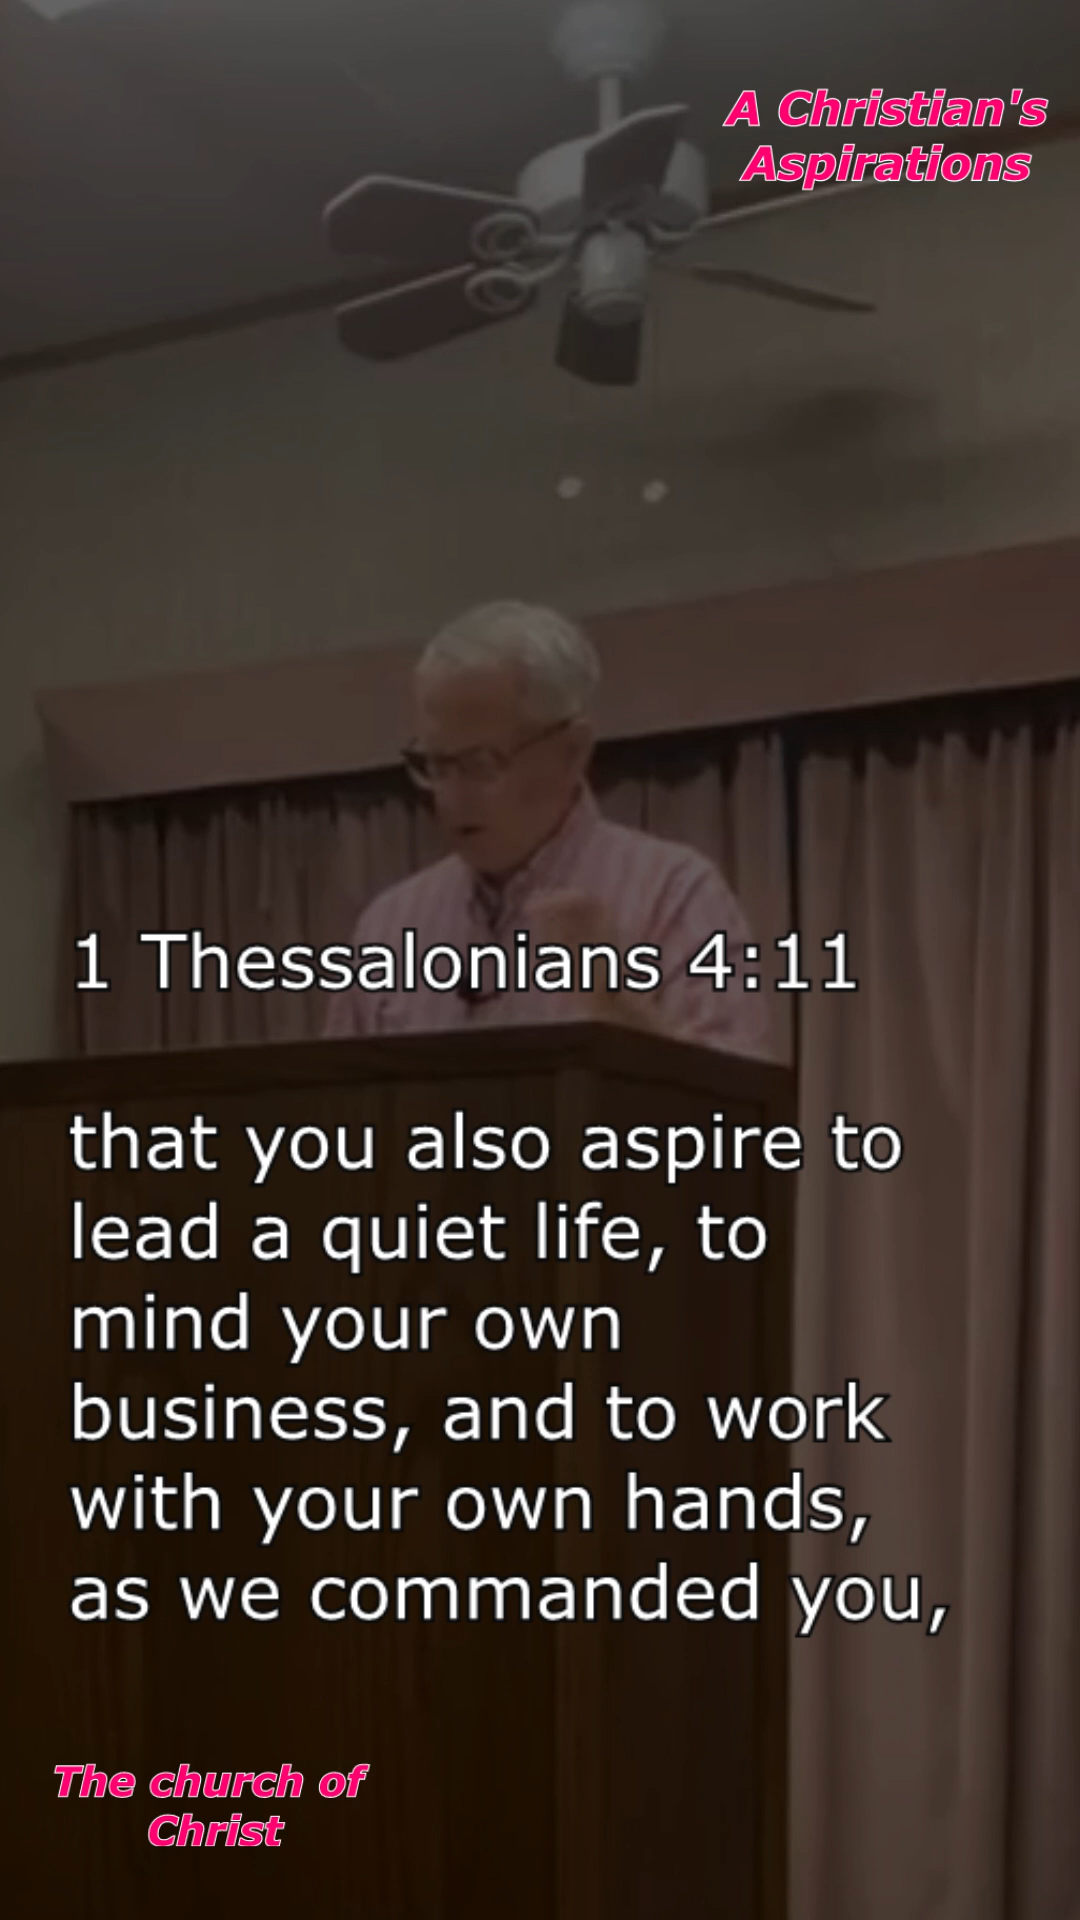 A Christian's
Aspirations
1 Thessalonians 4:11
that you also aspire to
lead a quiet life, to
mind your own
business, and to work
with your own hands,
as we commanded you,
The church of
Christ